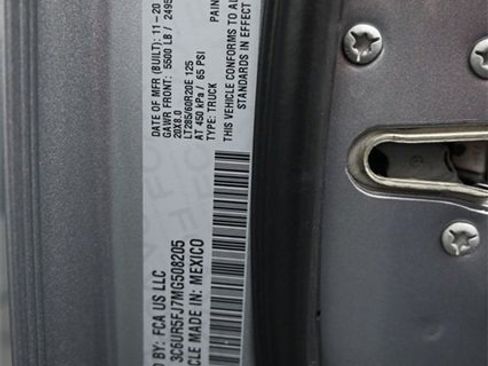 PAIN
DATE OF MFR (BUILT): 11-20
GAWR FRONT: 5500 LB / 2495
20X8.0
LT285/60R20E 125
AT 450 kPa / 65 PSI
TYPE: TRUCK
THIS VEHICLE CONFORMS TO AL
STANDARDS IN EFFECT
D BY: FCA US LLC
3C6UR5FJ7MG508205
CLE MADE IN: MEXICO